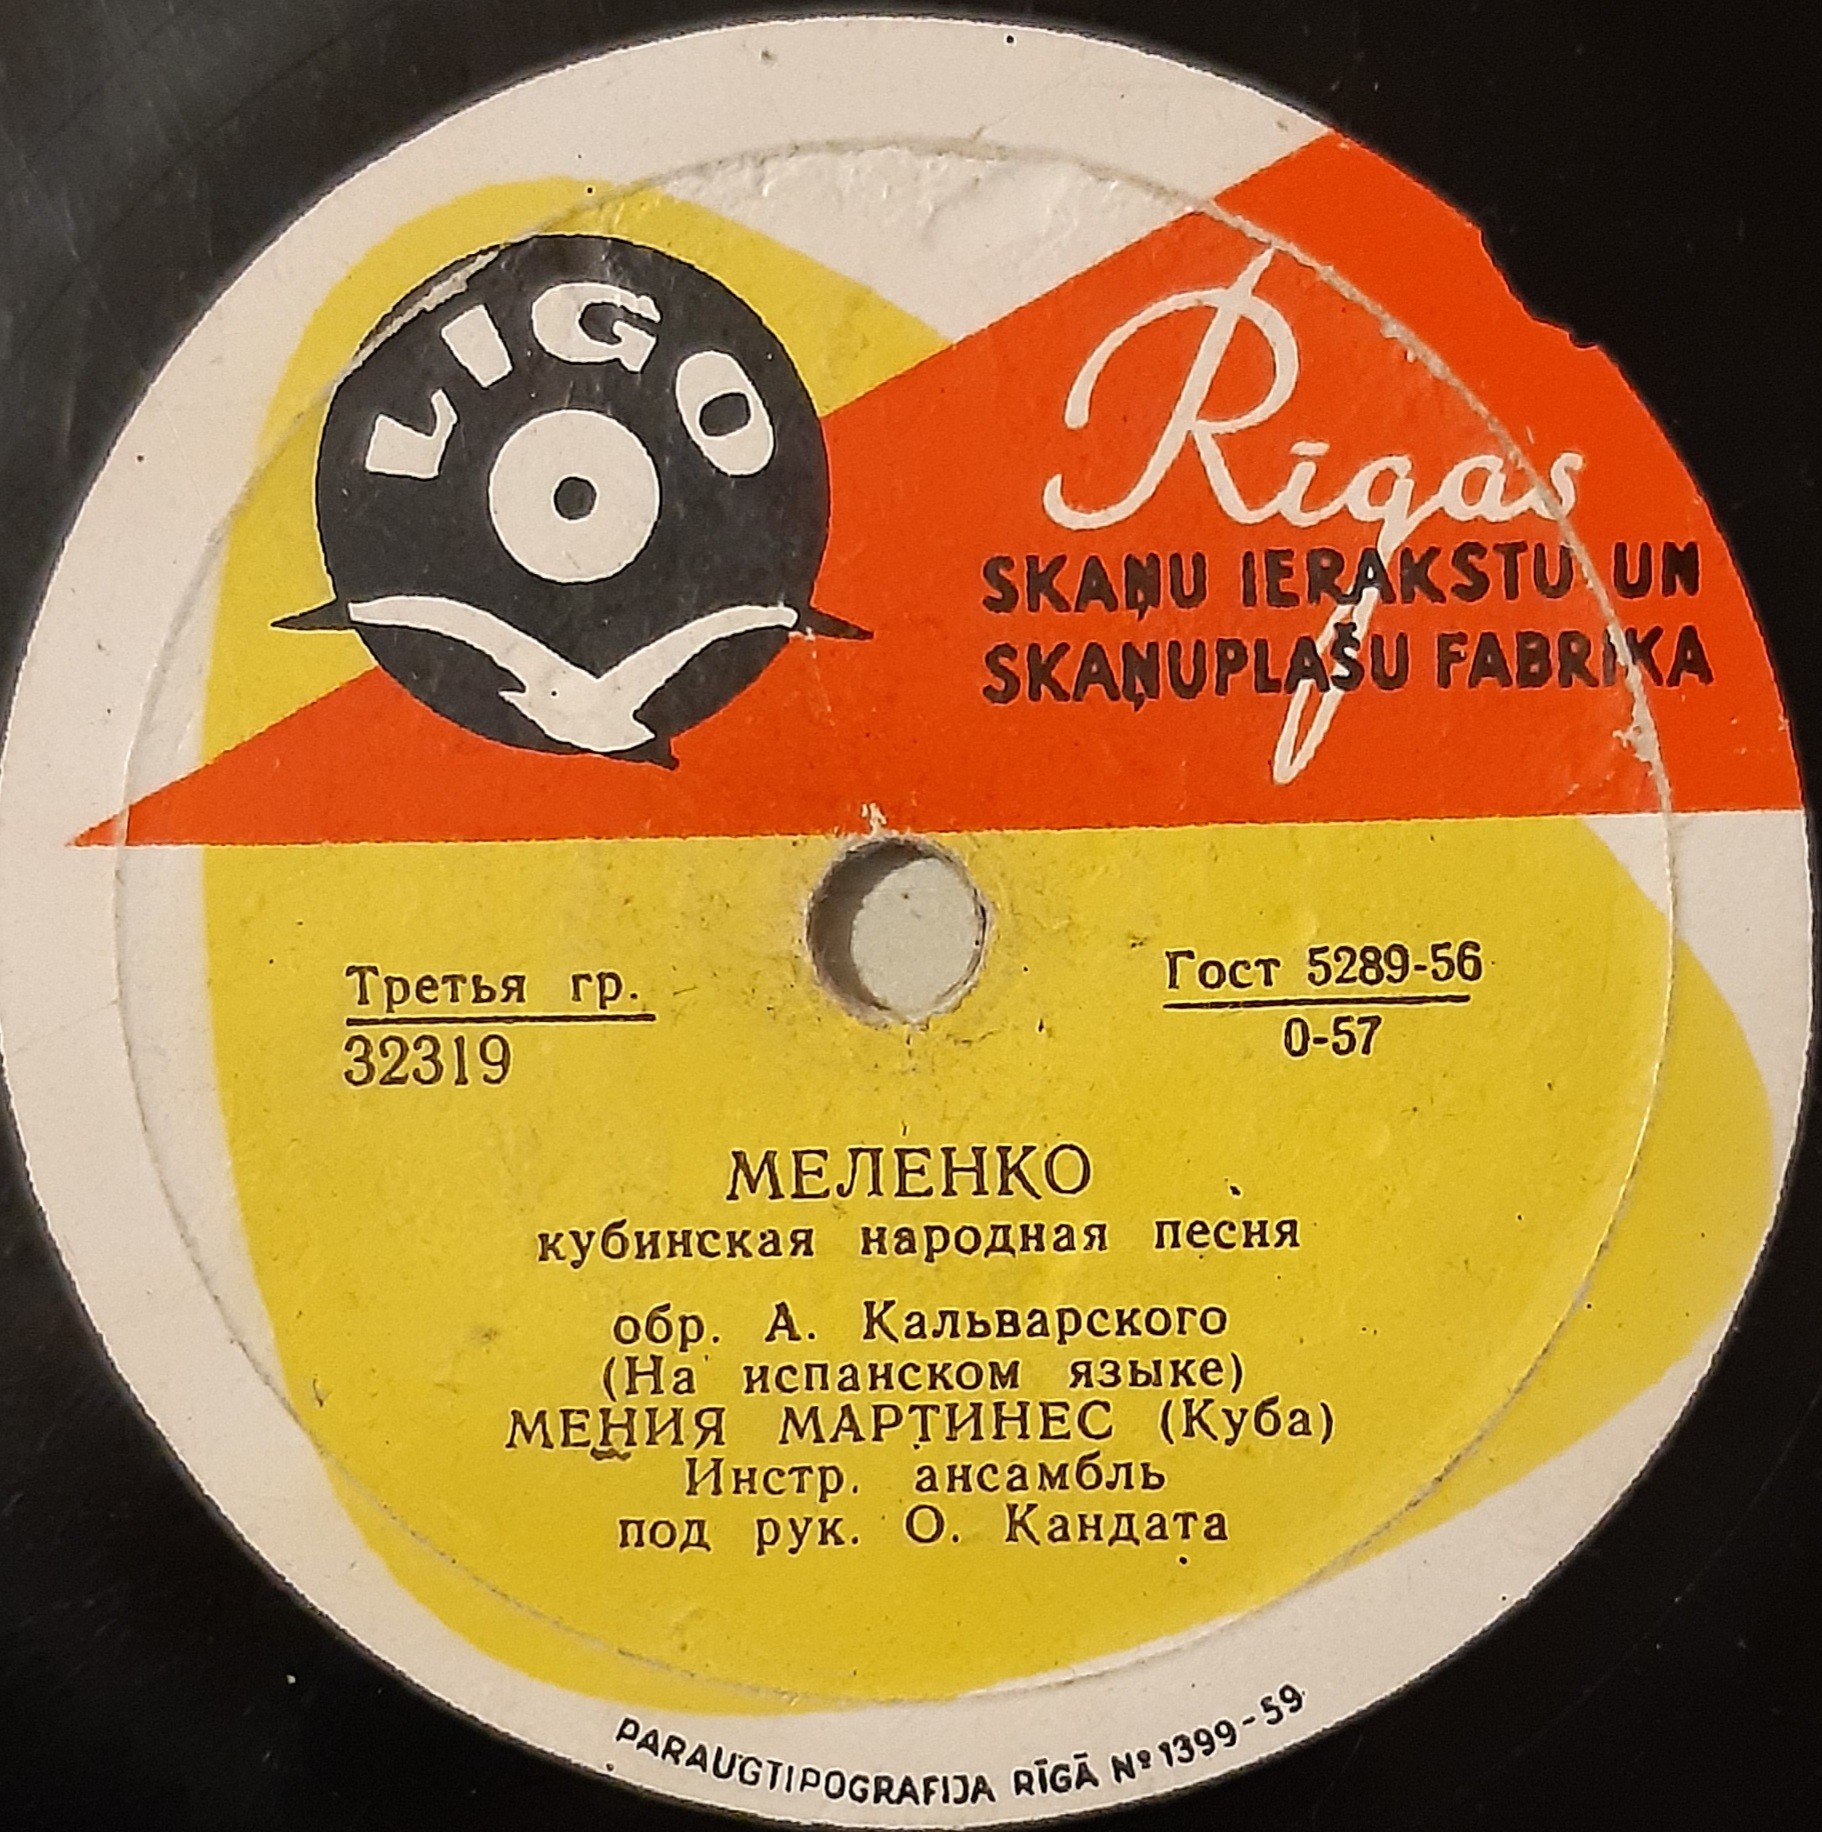 LIGO
Rīgas
SKAŅU IERAKSTU UN
SKAŅUPLAŠU FABRIKA
Третья гр.
32319
Гост 5289-56
0-57
МЕЛЕНКО
кубинская народная песня
обр. А. Кальварского
(На испанском языке)
МЕНИЯ МАРТИНЕС (Куба)
Инстр. ансамбль
под рук. О. Кандата
PARAUGTIPOGRAFIJA RĪGĀ № 1399-59